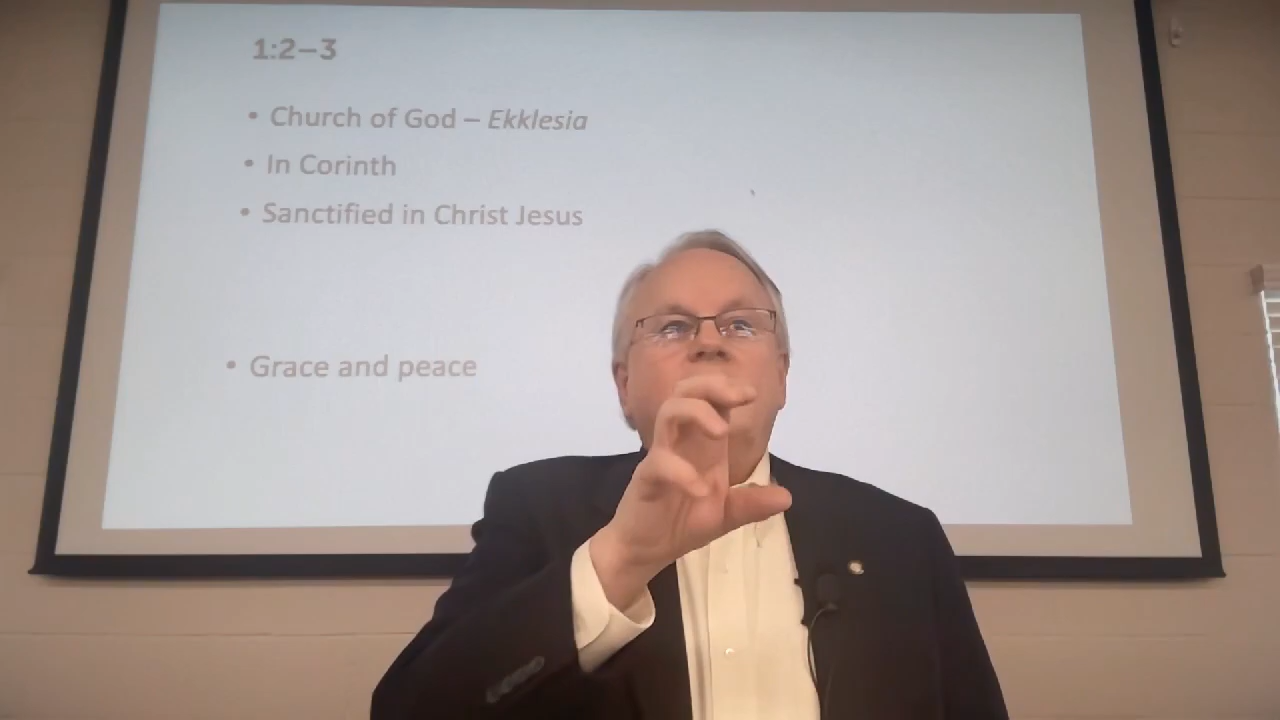 1:2–3
• Church of God – Ekklesia
• In Corinth
• Sanctified in Christ Jesus
• Grace and peace